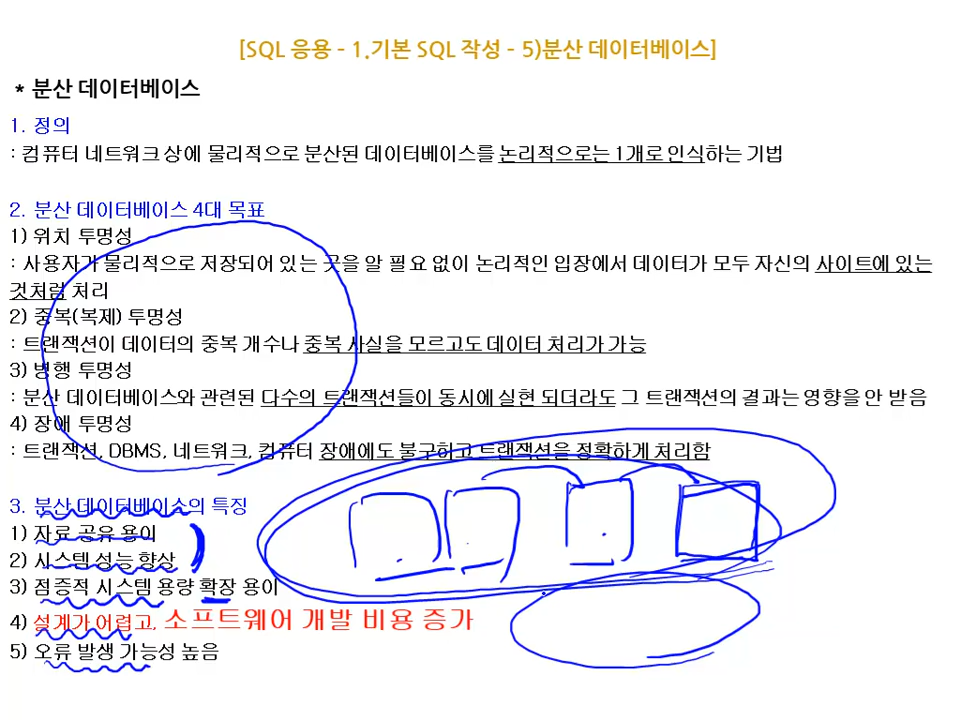 [SQL 응용 - 1.기본 SQL 작성 - 5)분산 데이터베이스]
* 분산 데이터베이스
1. 정의
: 컴퓨터 네트워크 상에 물리적으로 분산된 데이터베이스를 논리적으로는 1개로 인식하는 기법
2. 분산 데이터베이스 4대 목표
1) 위치 투명성
: 사용자가 물리적으로 저장되어 있는 곳을 알 필요 없이 논리적인 입장에서 데이터가 모두 자신의 사이트에 있는
것처럼 처리
2) 중복(복제) 투명성
: 트랜잭션이 데이터의 중복 개수나 중복 사실을 모르고도 데이터 처리가 가능
3) 병행 투명성
: 분산 데이터베이스와 관련된 다수의 트랜잭션들이 동시에 실현 되더라도 그 트랜잭션의 결과는 영향을 안 받음
4) 장애 투명성
: 트랜잭션, DBMS, 네트워크, 컴퓨터 장애에도 불구하고 트랜잭션을 정확하게 처리함
3. 분산 데이터베이스의 특징
1) 자료 공유 용이
2) 시스템 성능 향상
3) 점증적 시스템 용량 확장 용이
4) 설계가 어렵고, 소프트웨어 개발 비용 증가
5) 오류 발생 가능성 높음